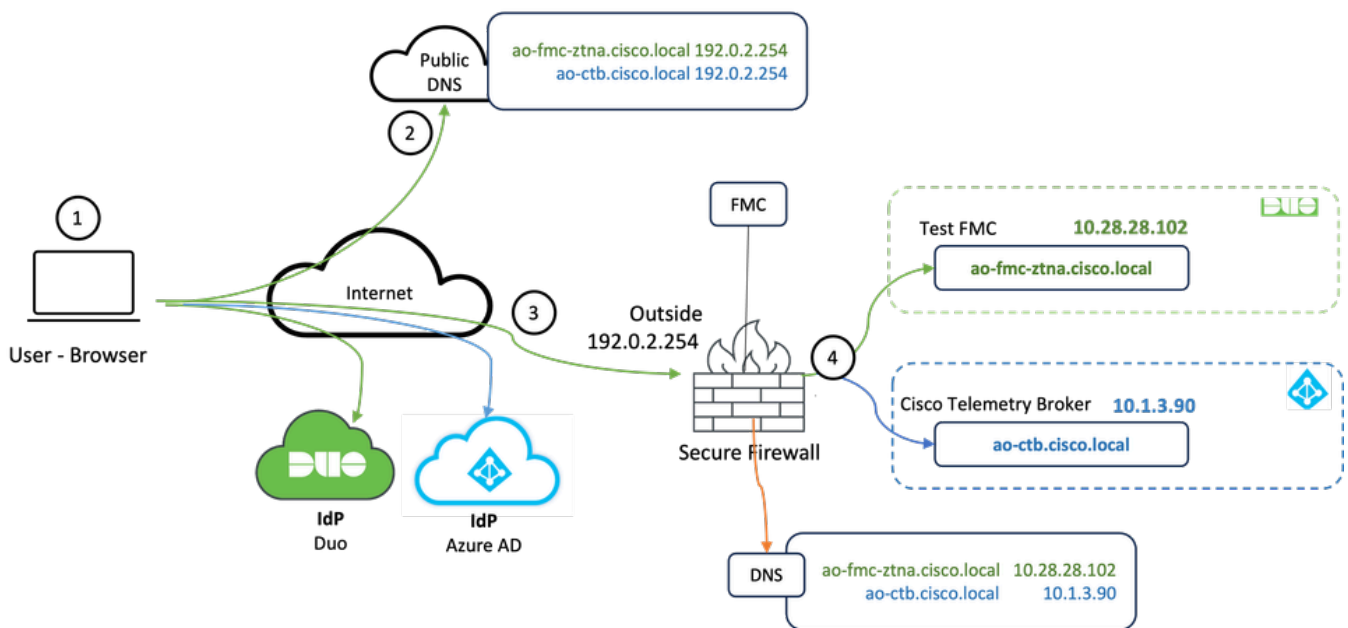 Public
DNS
ao-fmc-ztna.cisco.local 192.0.2.254
ao-ctb.cisco.local 192.0.2.254
2
1
FMC
DUO
Test FMC 10.28.28.102
ao-fmc-ztna.cisco.local
Internet
3
Outside
192.0.2.254
4
User - Browser
Cisco Telemetry Broker 10.1.3.90
ao-ctb.cisco.local
Secure Firewall
DUO
IdP
Duo
IdP
Azure AD
DNS
ao-fmc-ztna.cisco.local 10.28.28.102
ao-ctb.cisco.local 10.1.3.90